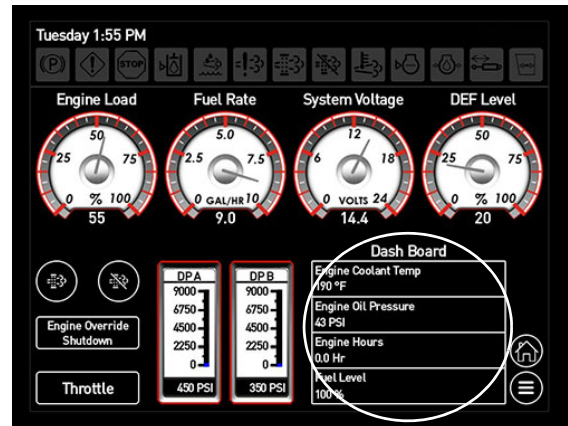 Tuesday 1:55 PM
(P) STOP
Engine Load Fuel Rate System Voltage DEF Level
50 5.0 12 50
25 75 2.5 7.5 6 18 25 75
0 % 100 0 GAL/HR 10 0 VOLTS 24 0 % 100
55 9.0 14.4 20
Dash Board
Engine Coolant Temp
190 °F
Engine Oil Pressure
43 PSI
Engine Hours
0.0 Hr
Fuel Level
100 %
DPA DPB
9000 9000
6750 6750
4500 4500
2250 2250
0 0
450 PSI 350 PSI
Engine Override
Shutdown
Throttle